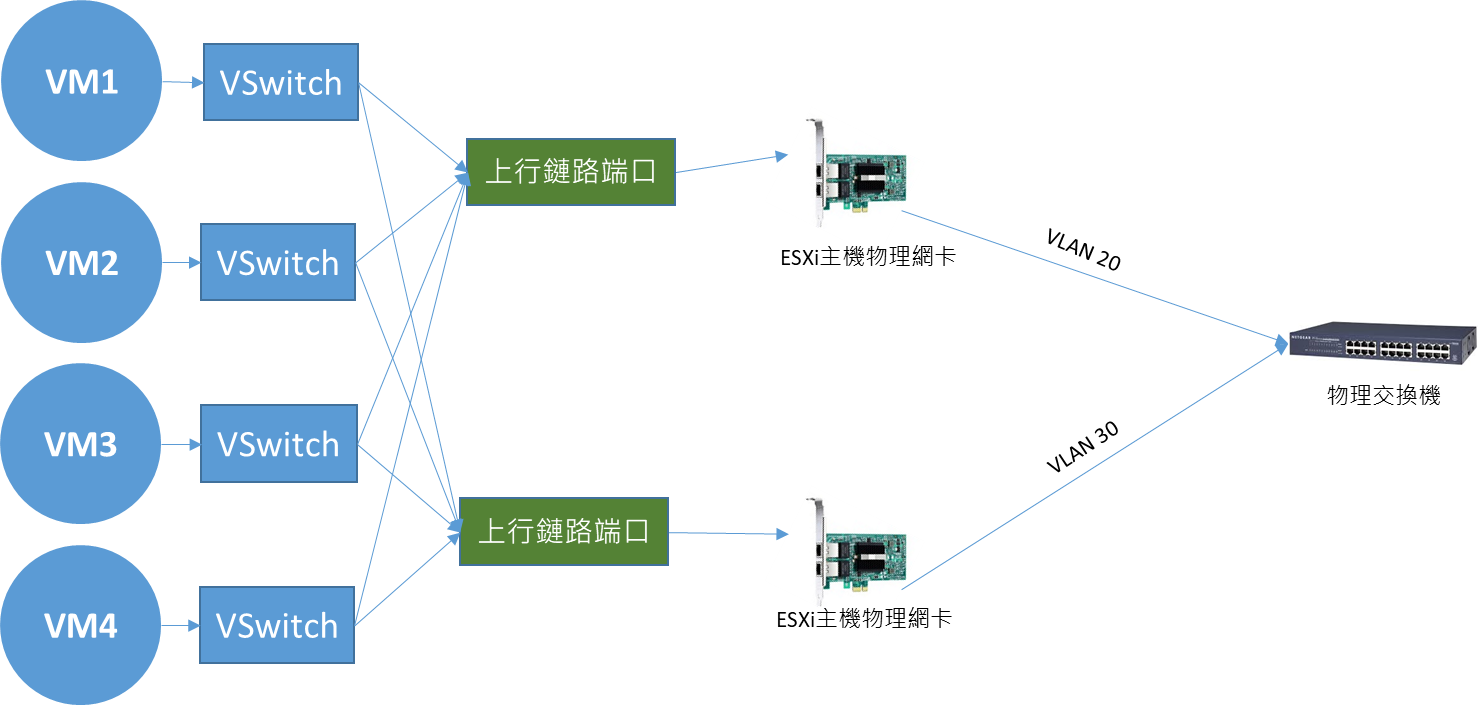 VM1
VSwitch
上行鏈路端口
ESXi主機物理網卡
VLAN 20
VM2
VSwitch
NETGEAR
物理交換機
VM3
VSwitch
VLAN 30
上行鏈路端口
ESXi主機物理網卡
VM4
VSwitch